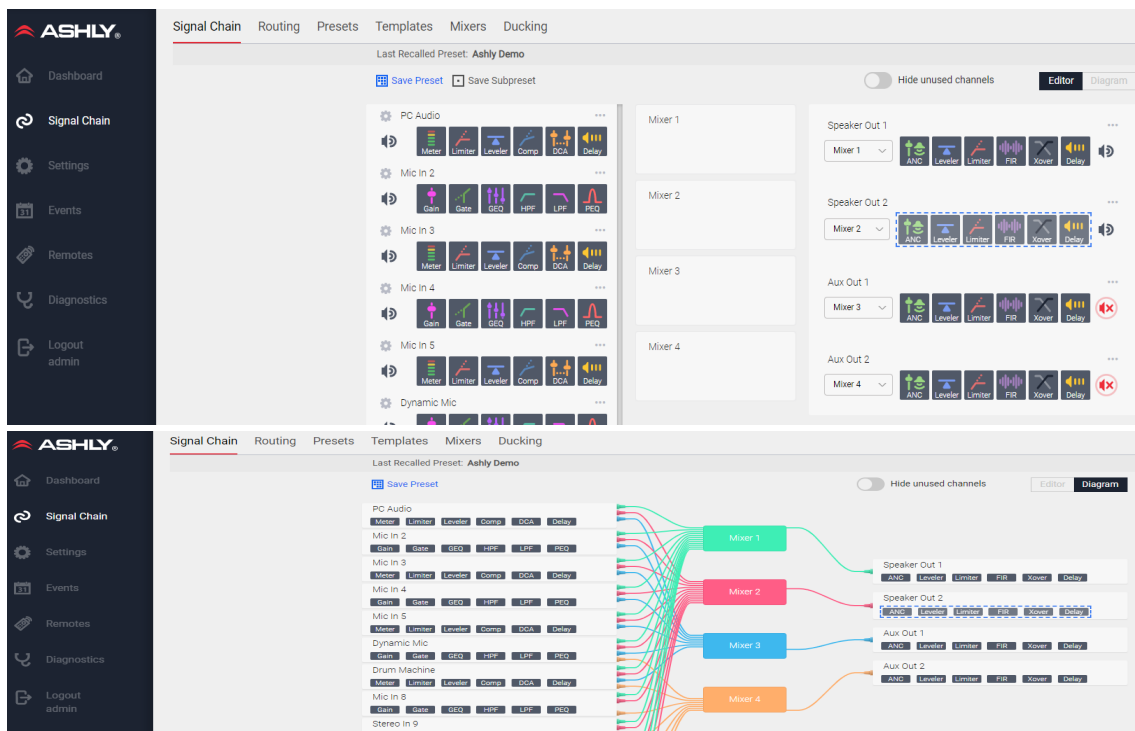 ASHLY®
Signal Chain Routing Presets Templates Mixers Ducking
Last Recalled Preset: Ashly Demo
Save Preset Save Subpreset Hide unused channels Editor Diagram
Dashboard
Signal Chain
Settings
31 Events
Remotes
Diagnostics
Logout
admin
PC Audio
Meter Limiter Leveler Comp DCA Delay
Mic In 2
Gain Gate GEQ HPF LPF PEQ
Mic In 3
Meter Limiter Leveler Comp DCA Delay
Mic In 4
Gain Gate GEQ HPF LPF PEQ
Mic In 5
Meter Limiter Leveler Comp DCA Delay
Dynamic Mic
Mixer 1
Mixer 2
Mixer 3
Mixer 4
Speaker Out 1
Mixer 1 ANC Leveler Limiter FIR Xover Delay
Speaker Out 2
Mixer 2 ANC Leveler Limiter FIR Xover Delay
Aux Out 1
Mixer 3 ANC Leveler Limiter FIR Xover Delay
Aux Out 2
Mixer 4 ANC Leveler Limiter FIR Xover Delay
ASHLY®
Signal Chain Routing Presets Templates Mixers Ducking
Last Recalled Preset: Ashly Demo
Save Preset Hide unused channels Editor Diagram
Dashboard
Signal Chain
Settings
31 Events
Remotes
Diagnostics
Logout
admin
PC Audio
Meter Limiter Leveler Comp DCA Delay
Mic In 2
Gain Gate GEQ HPF LPF PEQ
Mic In 3
Meter Limiter Leveler Comp DCA Delay
Mic In 4
Gain Gate GEQ HPF LPF PEQ
Mic In 5
Meter Limiter Leveler Comp DCA Delay
Dynamic Mic
Gain Gate GEQ HPF LPF PEQ
Drum Machine
Meter Limiter Leveler Comp DCA Delay
Mic In 8
Gain Gate GEQ HPF LPF PEQ
Stereo In 9
Mixer 1
Mixer 2
Mixer 3
Mixer 4
Speaker Out 1
ANC Leveler Limiter FIR Xover Delay
Speaker Out 2
ANC Leveler Limiter FIR Xover Delay
Aux Out 1
ANC Leveler Limiter FIR Xover Delay
Aux Out 2
ANC Leveler Limiter FIR Xover Delay